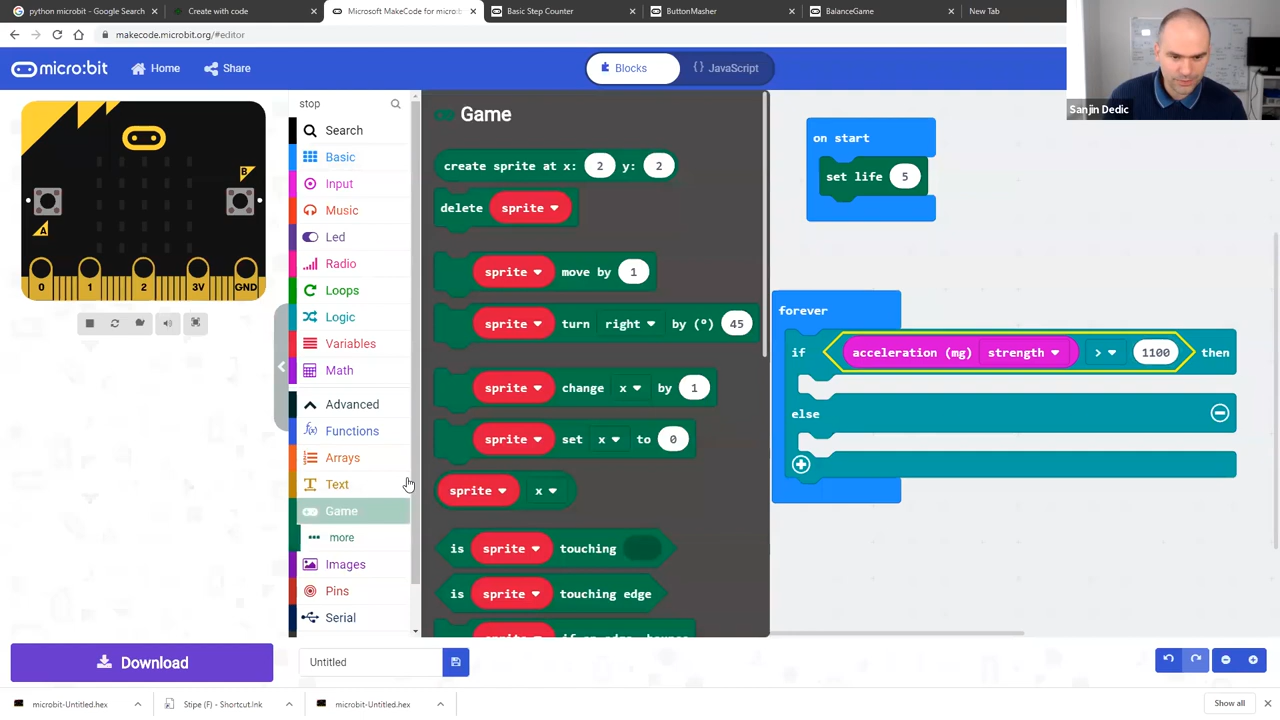 python microbit - Google Search
Create with code
Microsoft MakeCode for micro:b
Basic Step Counter
ButtonMasher
BalanceGame
New Tab
makecode.microbit.org/#editor
micro:bit
Home
Share
Blocks
{} JavaScript
Sanjin Dedic
B
A
0 1 2 3V GND
Download
stop
Search
Basic
Input
Music
Led
Radio
Loops
Logic
Variables
Math
Advanced
Functions
Arrays
Text
Game
more
Images
Pins
Serial
Game
create sprite at x: 2 y: 2
delete sprite
sprite move by 1
sprite turn right by (°) 45
sprite change x by 1
sprite set x to 0
sprite x
is sprite touching
is sprite touching edge
sprite if on edge, bounce
on start
set life 5
forever
if acceleration (mg) strength > 1100 then
else
Untitled
microbit-Untitled.hex
Stipe (F) - Shortcut.lnk
microbit-Untitled.hex
Show all